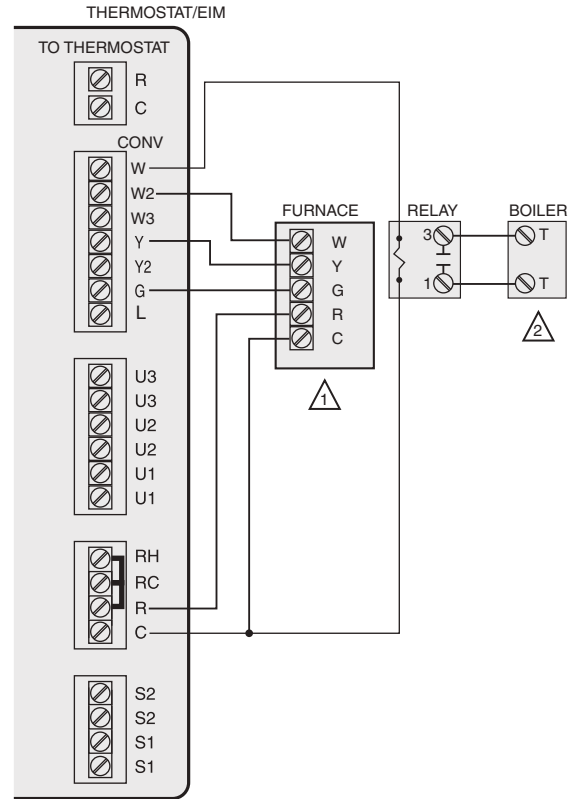 THERMOSTAT/EIM
TO THERMOSTAT
R
C
CONV
W
W2
W3
Y
Y2
G
L
U3
U3
U2
U2
U1
U1
RH
RC
R
C
S2
S2
S1
S1
FURNACE
W
Y
G
R
C
1
RELAY
3
1
BOILER
T
T
2